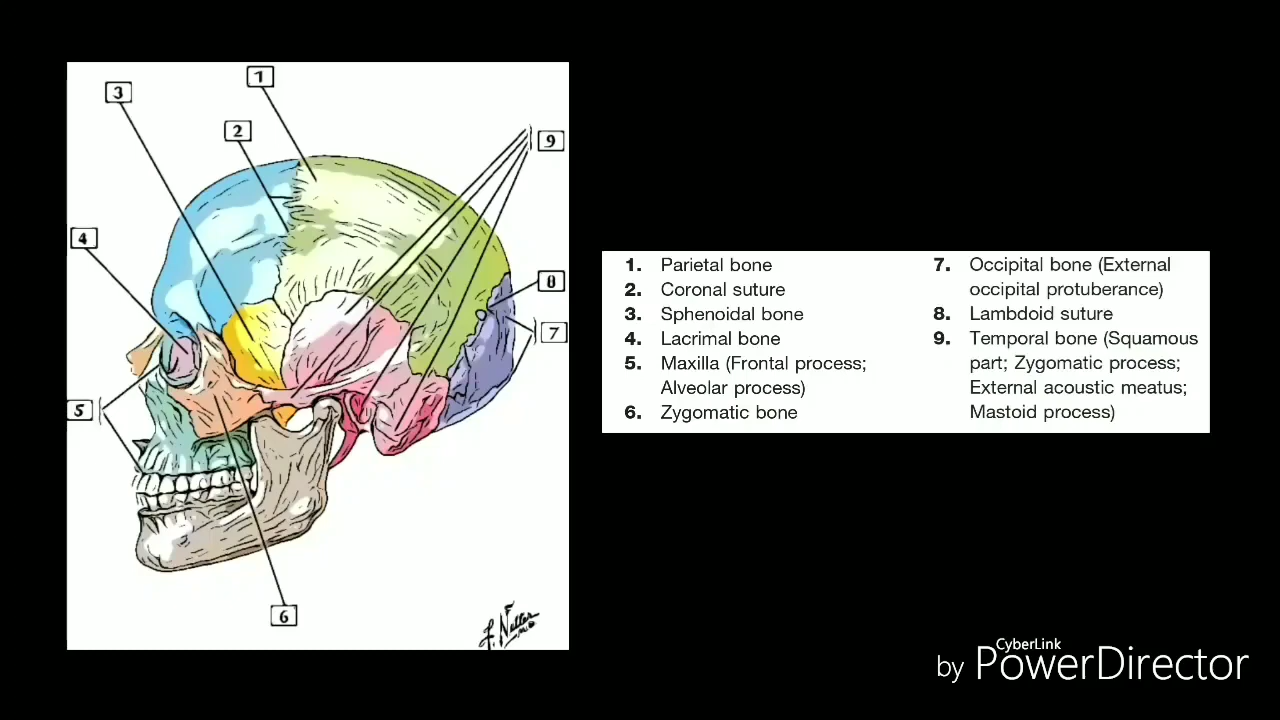 1
3
2
9
4
8
7
5
6
F. Netter
M.D.
1. Parietal bone
2. Coronal suture
3. Sphenoidal bone
4. Lacrimal bone
5. Maxilla (Frontal process;
Alveolar process)
6. Zygomatic bone
7. Occipital bone (External
occipital protuberance)
8. Lambdoid suture
9. Temporal bone (Squamous
part; Zygomatic process;
External acoustic meatus;
Mastoid process)
CyberLink
by PowerDirector